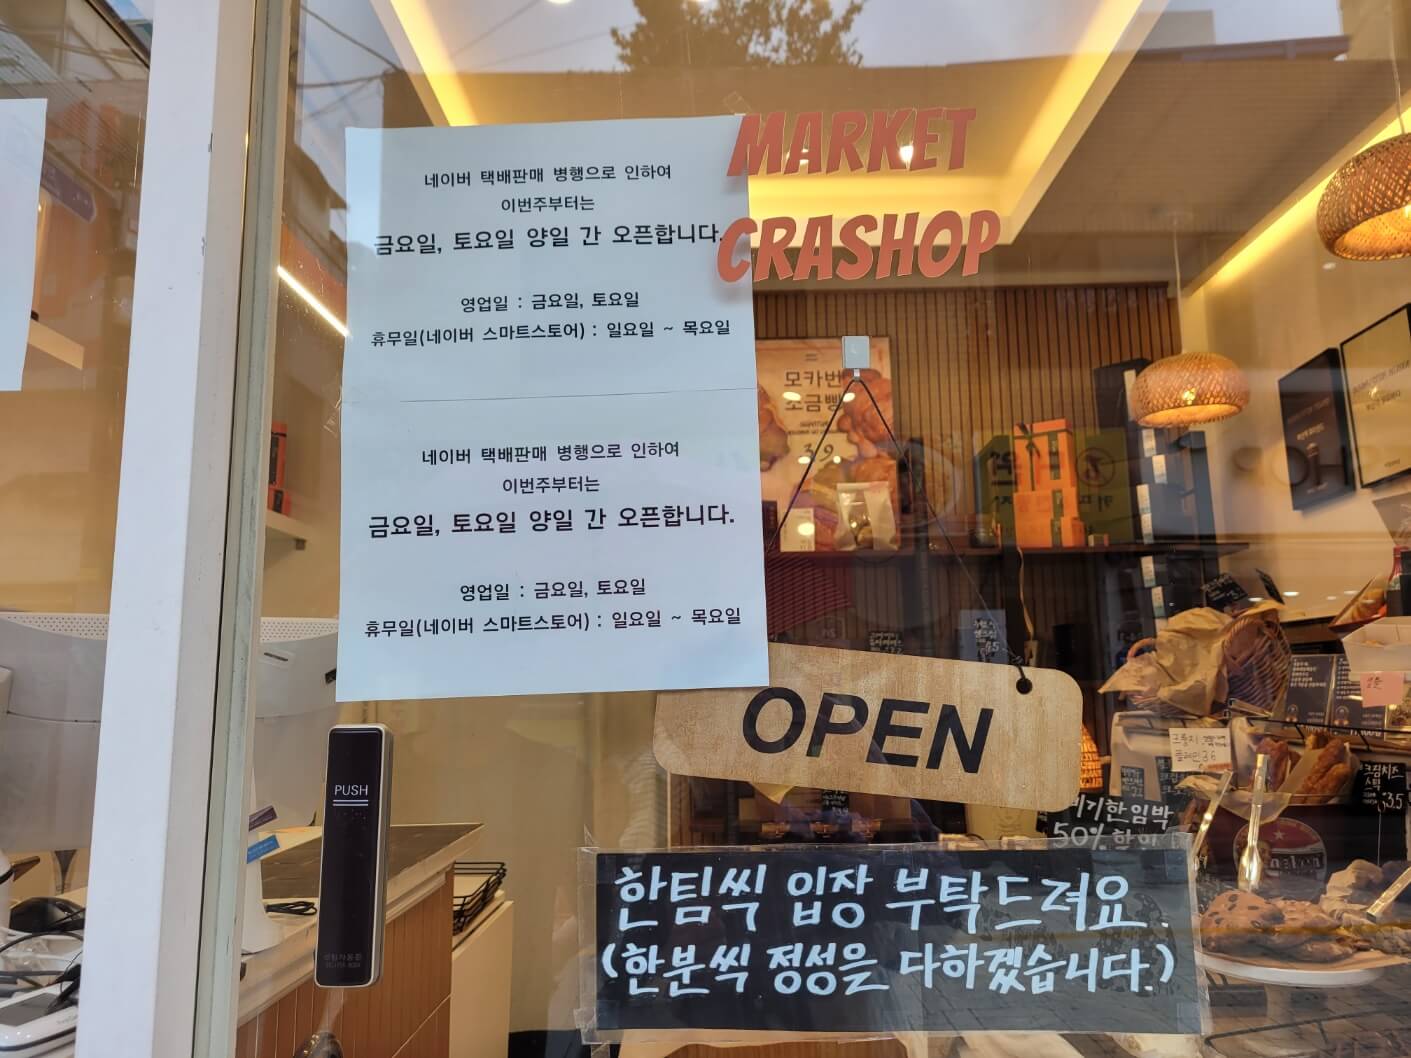 네이버 택배판매 병행으로 인하여
이번주부터는
금요일, 토요일 양일 간 오픈합니다.
영업일 : 금요일, 토요일
휴무일(네이버 스마트스토어) : 일요일 ~ 목요일
네이버 택배판매 병행으로 인하여
이번주부터는
금요일, 토요일 양일 간 오픈합니다.
영업일 : 금요일, 토요일
휴무일(네이버 스마트스토어) : 일요일 ~ 목요일
MARKET
CRASHOP
모카번
소금빵
3.9
OPEN
PUSH
50%
한팀씩 입장 부탁드려요.
(한분씩 정성을 다하겠습니다.)